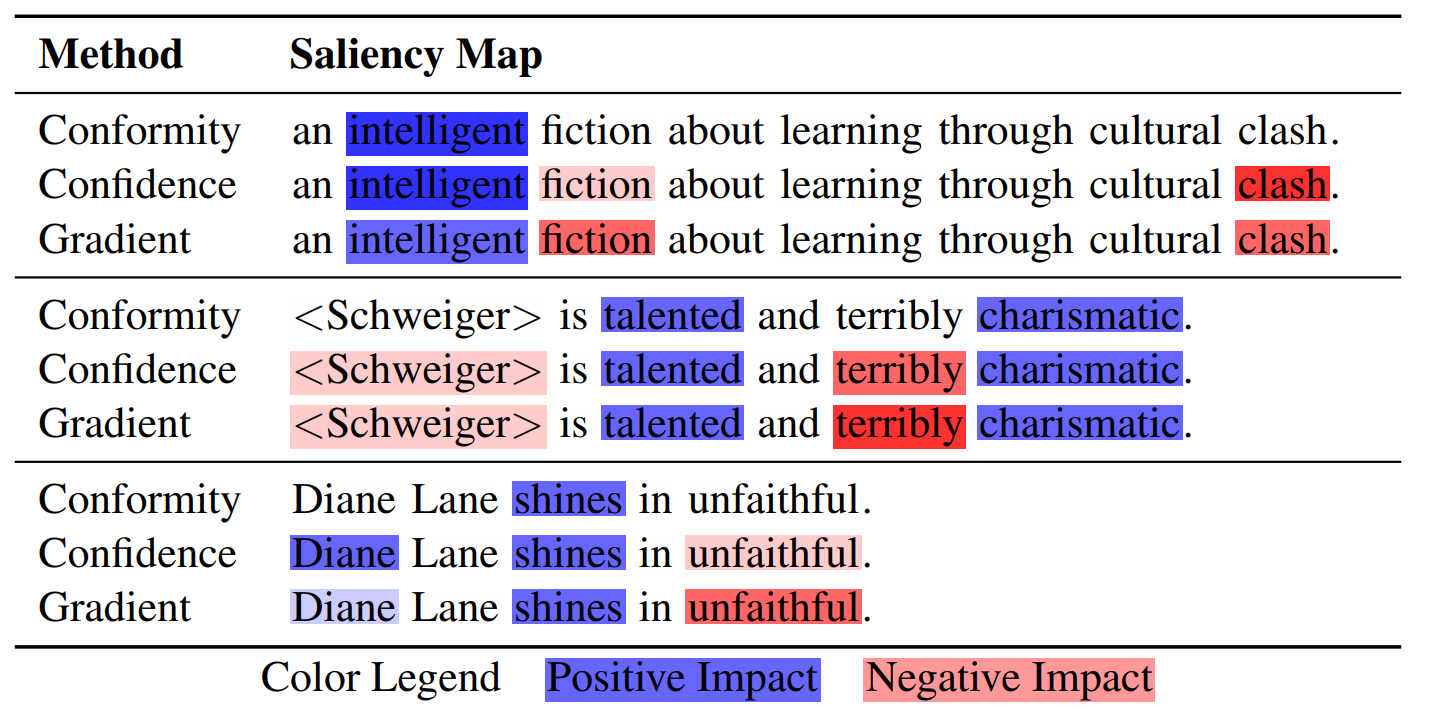 Method Saliency Map
Conformity an intelligent fiction about learning through cultural clash.
Confidence an intelligent fiction about learning through cultural clash.
Gradient an intelligent fiction about learning through cultural clash.
Conformity <Schweiger> is talented and terribly charismatic.
Confidence <Schweiger> is talented and terribly charismatic.
Gradient <Schweiger> is talented and terribly charismatic.
Conformity Diane Lane shines in unfaithful.
Confidence Diane Lane shines in unfaithful.
Gradient Diane Lane shines in unfaithful.
Color Legend Positive Impact Negative Impact